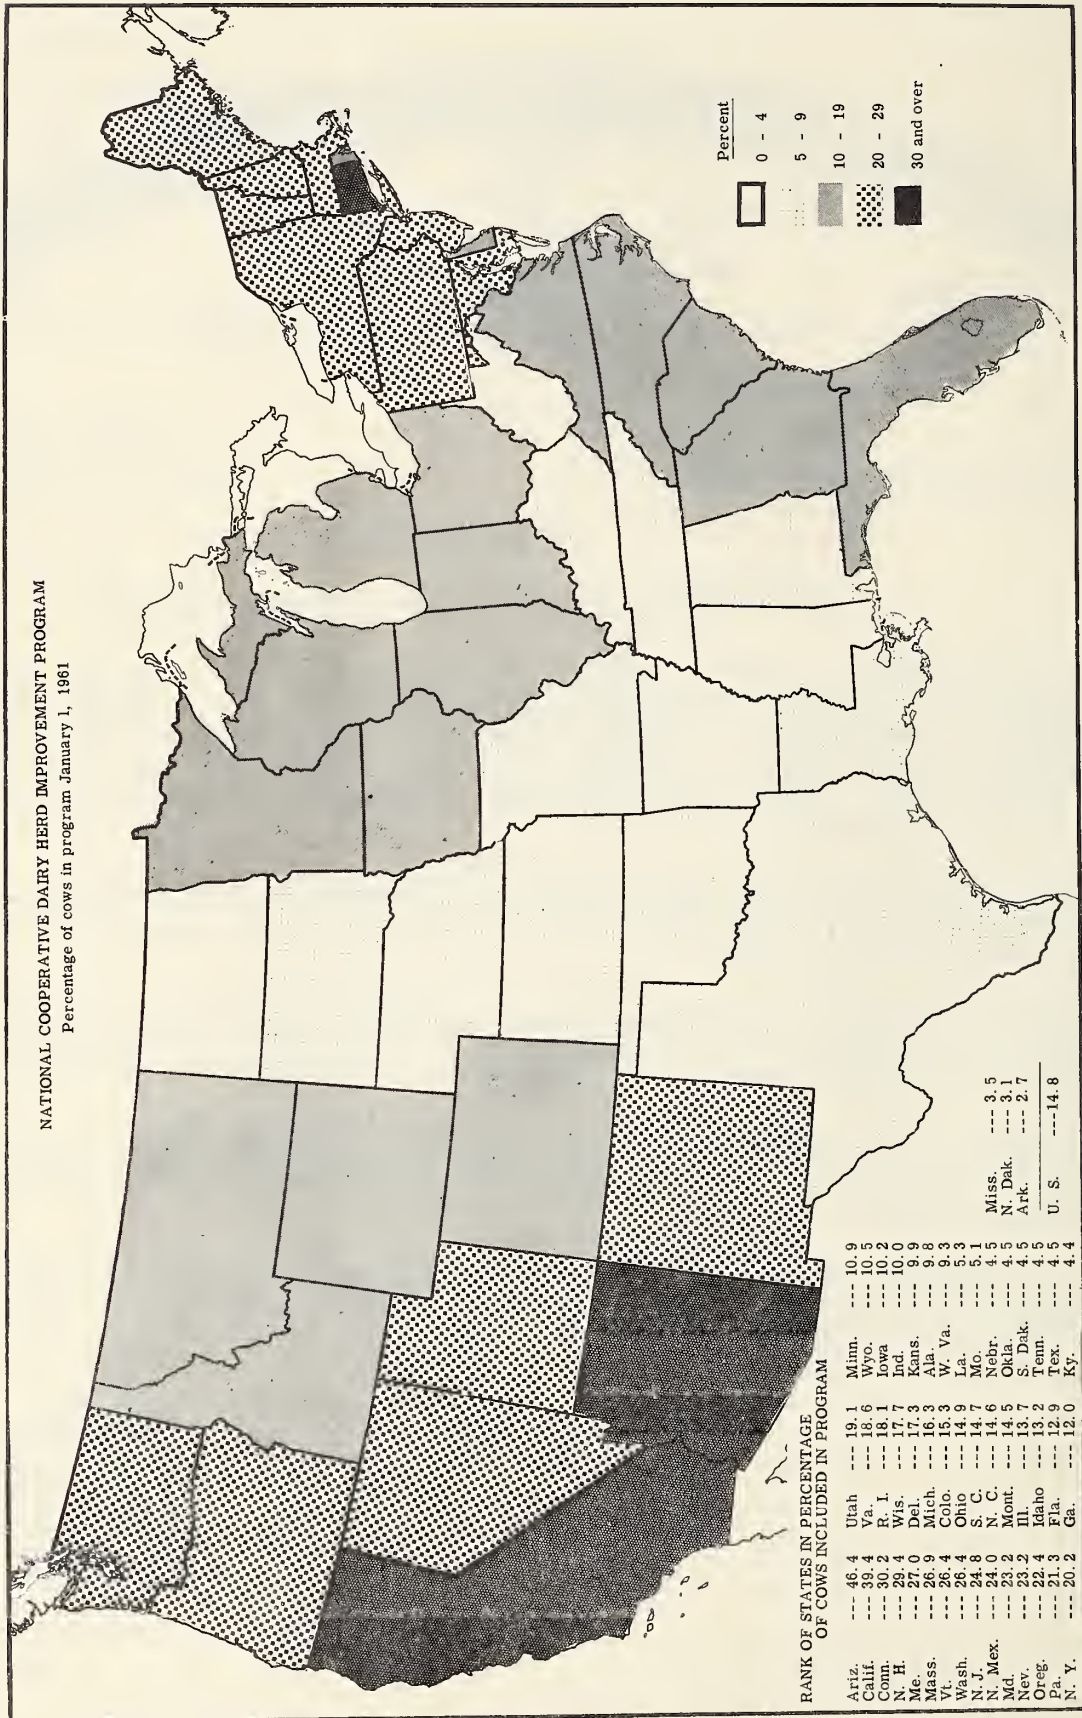 NATIONAL COOPERATIVE DAIRY HERD IMPROVEMENT PROGRAM
Percentage of cows in program January 1, 1961
Percent
0 - 4
5 - 9
10 - 19
20 - 29
30 and over
RANK OF STATES IN PERCENTAGE
OF COWS INCLUDED IN PROGRAM
Ariz. --- 46.4 Utah ---- 19.1 Minn. ---- 10.9
Calif. --- 39.4 Va. ---- 18.6 Wyo. ---- 10.5
Conn. --- 30.2 R. I. ---- 18.1 Iowa ---- 10.2
N. H. --- 29.4 Wis. ---- 17.7 Ind. ---- 10.0
Me. --- 27.0 Del. ---- 17.3 Kans. ---- 9.9
Mass. --- 26.9 Mich. ---- 16.3 Ala. ---- 9.8
Vt. --- 26.4 Colo. ---- 15.3 W. Va. ---- 9.3
Wash. --- 26.4 Ohio ---- 14.9 La. ---- 5.3
N.J. --- 24.8 S. C. ---- 14.7 Mo. ---- 5.1
N. Mex. --- 24.0 N. C. ---- 14.6 Nebr. ---- 4.5 Miss. --- 3.5
Md. --- 23.2 Mont. ---- 14.5 Okla. ---- 4.5 N. Dak. --- 3.1
Nev. --- 23.2 Ill. ---- 13.7 S. Dak. ---- 4.5 Ark. --- 2.7
Oreg. --- 22.4 Idaho ---- 13.2 Tenn. ---- 4.5
Pa. --- 21.3 Fla. ---- 12.9 Tex. ---- 4.5 U. S. ---14.8
N. Y. --- 20.2 Ga. ---- 12.0 Ky. ---- 4.4